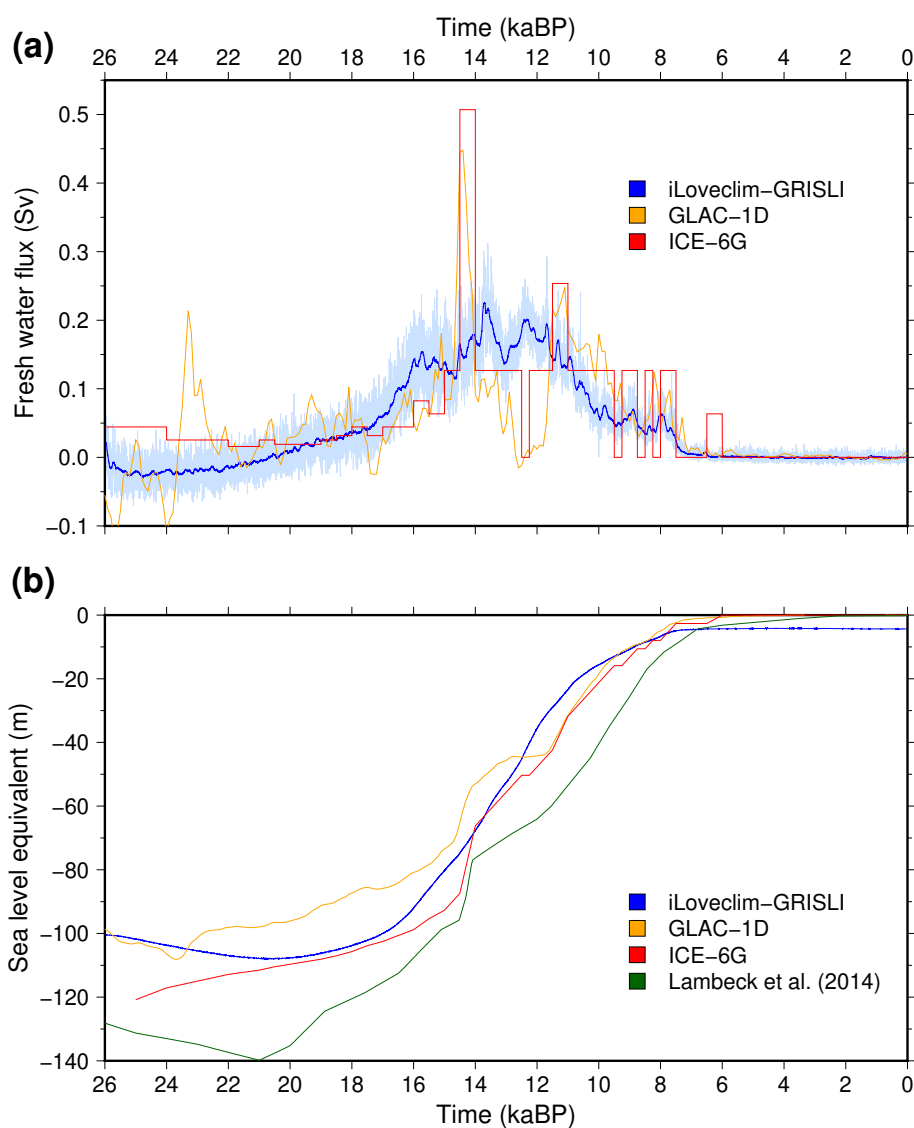 Time (kaBP)
(a)
26 24 22 20 18 16 14 12 10 8 6 4 2 0
0.5
0.4
0.3
0.2
0.1
0.0
−0.1
Fresh water flux (Sv)
iLoveclim−GRISLI
GLAC−1D
ICE−6G
(b)
0
−20
−40
−60
−80
−100
−120
−140
Sea level equivalent (m)
iLoveclim−GRISLI
GLAC−1D
ICE−6G
Lambeck et al. (2014)
26 24 22 20 18 16 14 12 10 8 6 4 2 0
Time (kaBP)